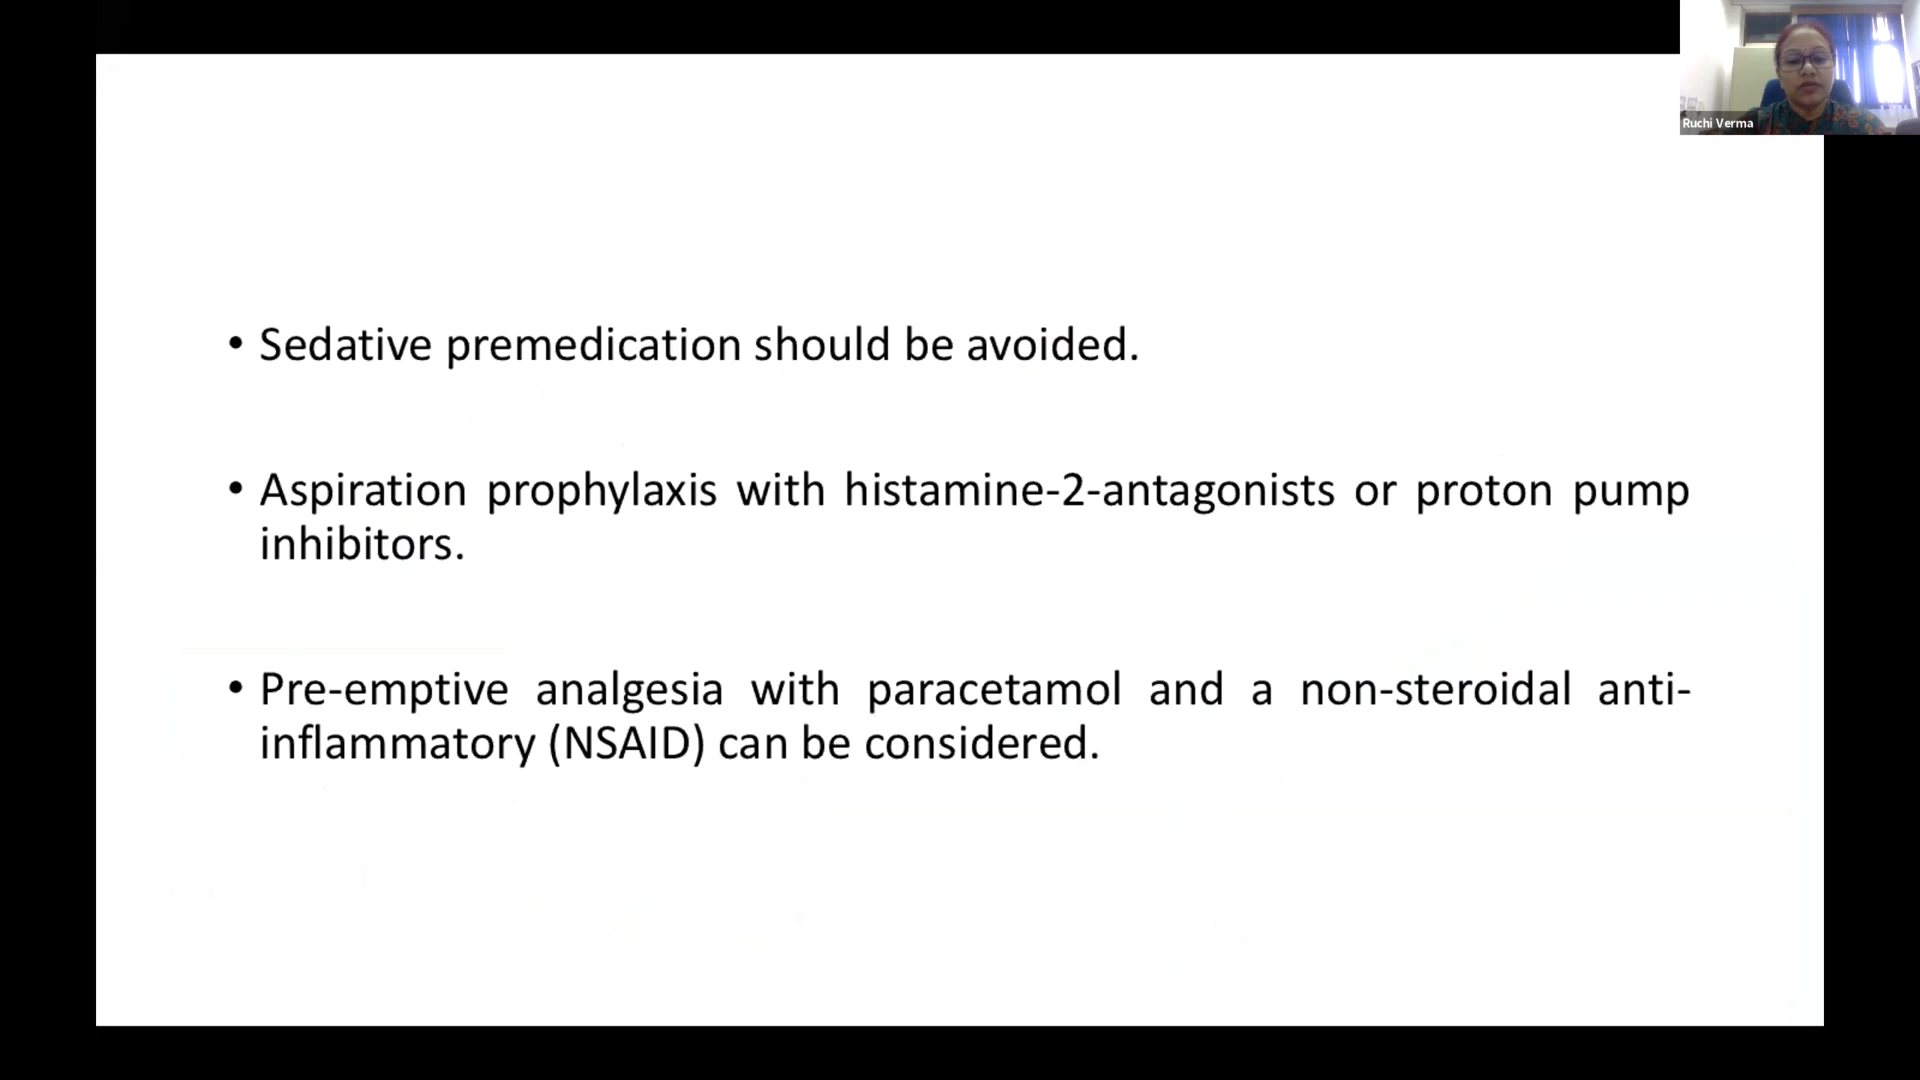 Ruchi Verma
• Sedative premedication should be avoided.
• Aspiration prophylaxis with histamine-2-antagonists or proton pump
inhibitors.
• Pre-emptive analgesia with paracetamol and a non-steroidal anti-
inflammatory (NSAID) can be considered.